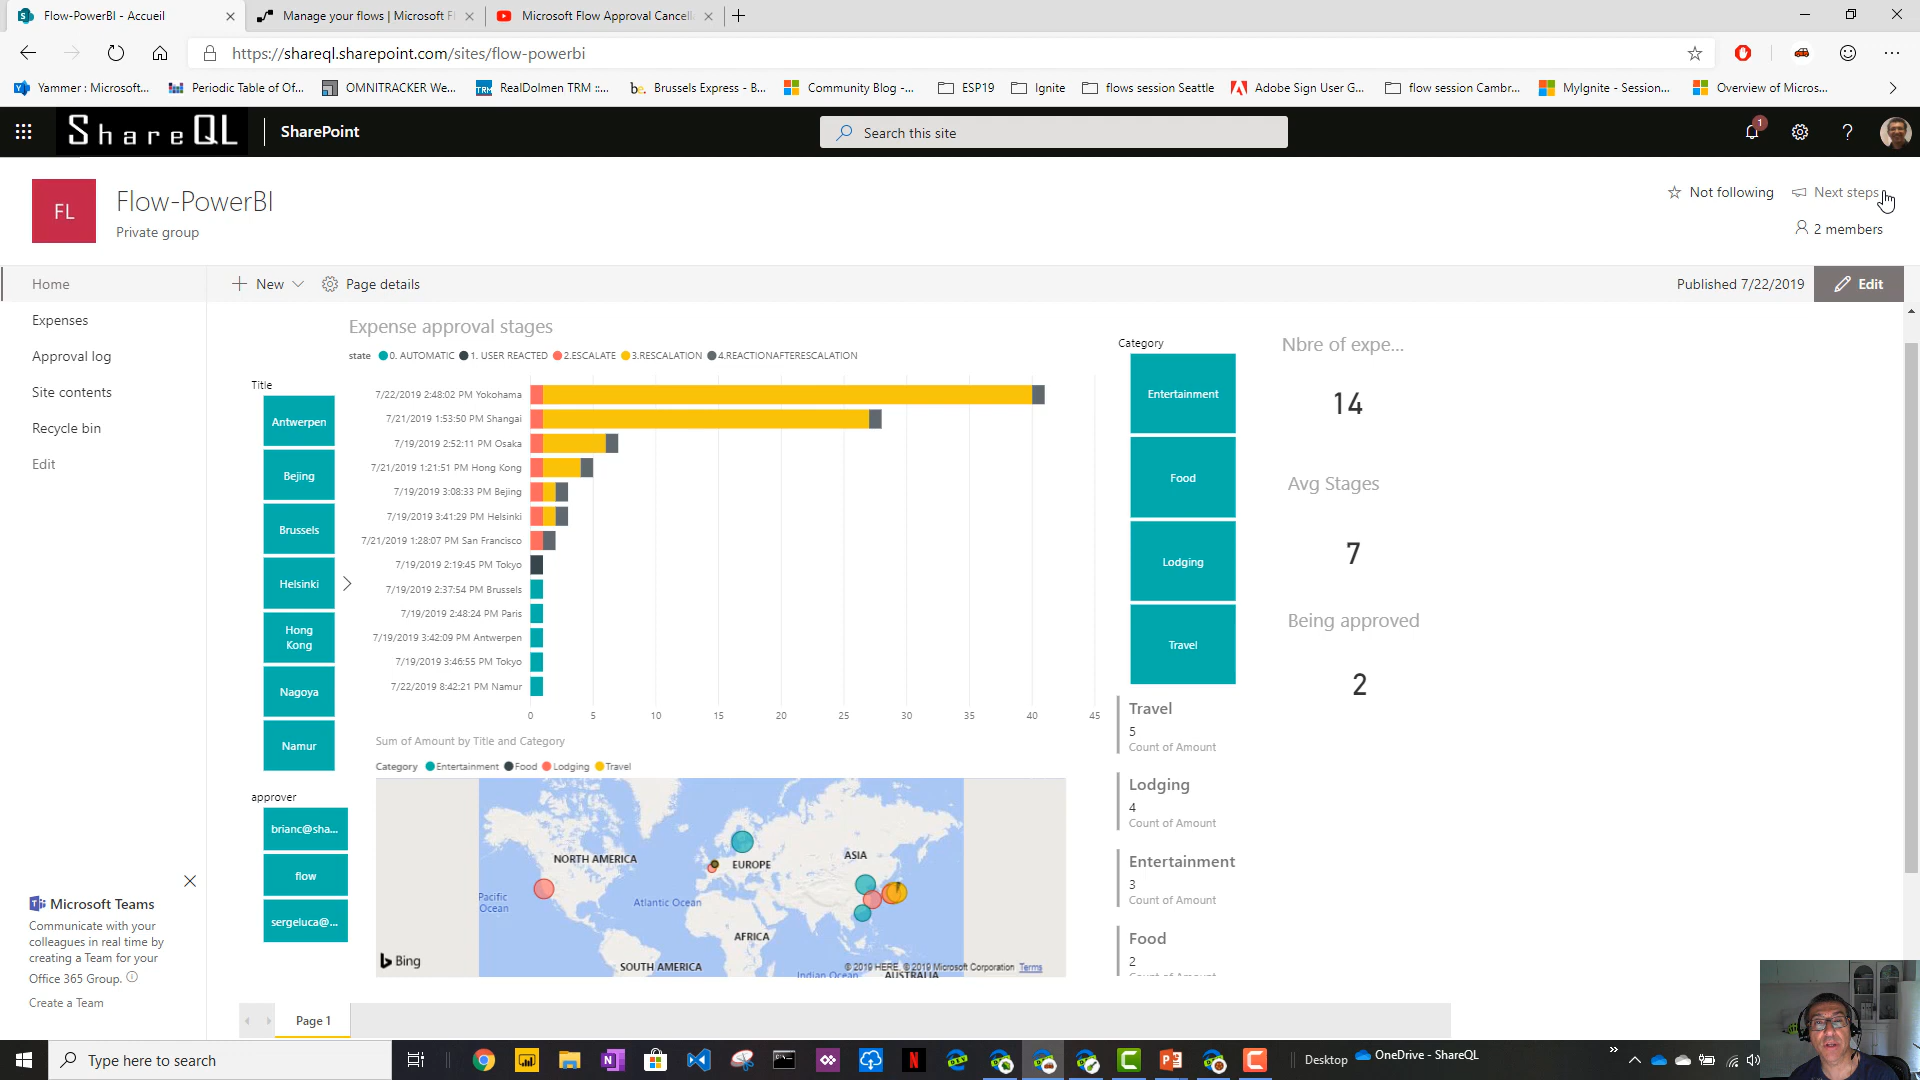 Flow-PowerBI - Accueil
Manage your flows | Microsoft Fl
Microsoft Flow Approval Cancell
https://shareql.sharepoint.com/sites/flow-powerbi
Yammer : Microsoft...
Periodic Table of Of...
OMNITRACKER We...
RealDolmen TRM ::...
Brussels Express - B...
Community Blog -...
ESP19
Ignite
flows session Seattle
Adobe Sign User G...
flow session Cambr...
MyIgnite - Session...
Overview of Micros...
ShareQL
SharePoint
Search this site
1
FL
Flow-PowerBI
Private group
Not following
Next steps
2 members
Home
Expenses
Approval log
Site contents
Recycle bin
Edit
New
Page details
Published 7/22/2019
Edit
Expense approval stages
state 0. AUTOMATIC 1. USER REACTED 2.ESCALATE 3.RESCALATION 4.REACTIONAFTERESCALATION
Title
Antwerpen
Bejing
Brussels
Helsinki
Hong
Kong
Nagoya
Namur
7/22/2019 2:48:02 PM Yokohama
7/21/2019 1:53:50 PM Shangai
7/19/2019 2:52:11 PM Osaka
7/21/2019 1:21:51 PM Hong Kong
7/19/2019 3:08:33 PM Bejing
7/19/2019 3:41:29 PM Helsinki
7/21/2019 1:28:07 PM San Francisco
7/19/2019 2:19:45 PM Tokyo
7/19/2019 2:37:54 PM Brussels
7/19/2019 2:48:24 PM Paris
7/19/2019 3:42:09 PM Antwerpen
7/19/2019 3:46:55 PM Tokyo
7/22/2019 8:42:21 PM Namur
0 5 10 15 20 25 30 35 40 45
Category
Entertainment
Food
Lodging
Travel
Nbre of expe...
14
Avg Stages
7
Being approved
2
Travel
5
Count of Amount
Lodging
4
Count of Amount
Entertainment
3
Count of Amount
Food
2
Count of Amount
approver
brianc@sha...
flow
sergeluca@...
Sum of Amount by Title and Category
Category Entertainment Food Lodging Travel
NORTH AMERICA
EUROPE
ASIA
Pacific
Ocean
Atlantic Ocean
AFRICA
SOUTH AMERICA
Indian Ocean
AUSTRALIA
Bing
© 2019 HERE, © 2019 Microsoft Corporation Terms
Microsoft Teams
Communicate with your
colleagues in real time by
creating a Team for your
Office 365 Group.
Create a Team
Page 1
Type here to search
Desktop
OneDrive - ShareQL